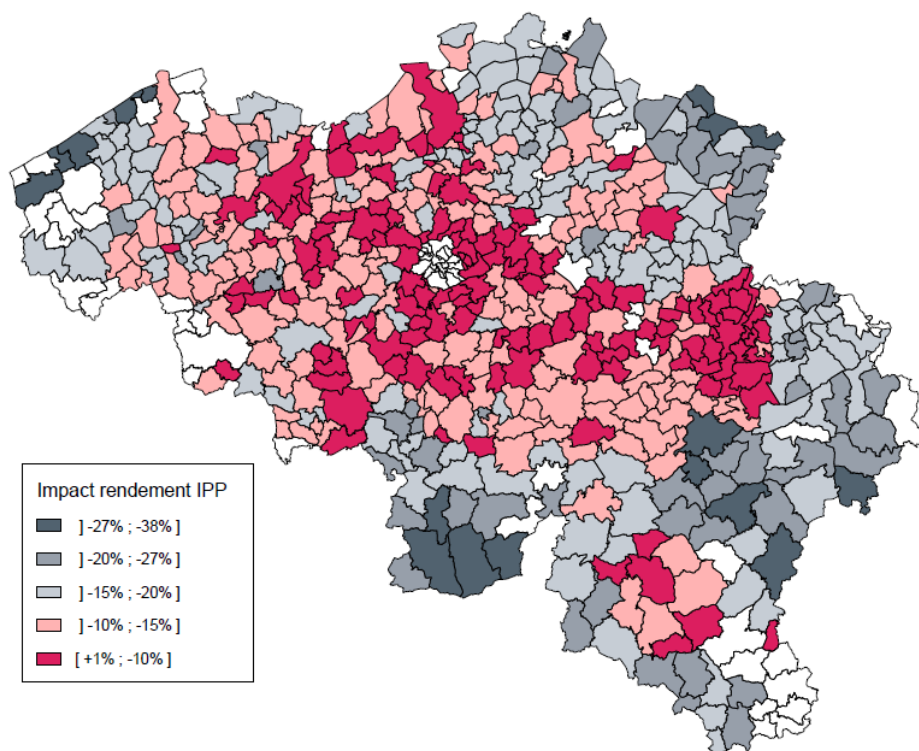 Impact rendement IPP
] -27% ; -38% ]
] -20% ; -27% ]
] -15% ; -20% ]
] -10% ; -15% ]
[ +1% ; -10% ]